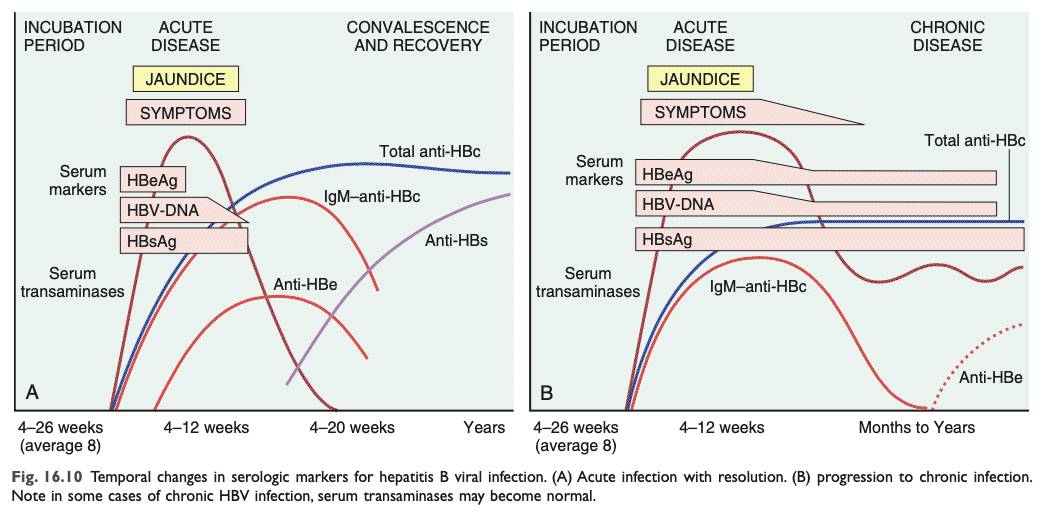 INCUBATION
PERIOD
ACUTE
DISEASE
CONVALESCENCE
AND RECOVERY
JAUNDICE
SYMPTOMS
Serum
markers
HBeAg
HBV-DNA
HBsAg
Serum
transaminases
Total anti-HBc
IgM–anti-HBc
Anti-HBs
Anti-HBe
A
4–26 weeks
(average 8)
4–12 weeks
4–20 weeks
Years
INCUBATION
PERIOD
ACUTE
DISEASE
CHRONIC
DISEASE
JAUNDICE
SYMPTOMS
Total anti-HBc
Serum
markers
HBeAg
HBV-DNA
HBsAg
Serum
transaminases
IgM–anti-HBc
Anti-HBe
B
4–26 weeks
(average 8)
4–12 weeks
Months to Years
Fig. 16.10 Temporal changes in serologic markers for hepatitis B viral infection. (A) Acute infection with resolution. (B) progression to chronic infection.
Note in some cases of chronic HBV infection, serum transaminases may become normal.